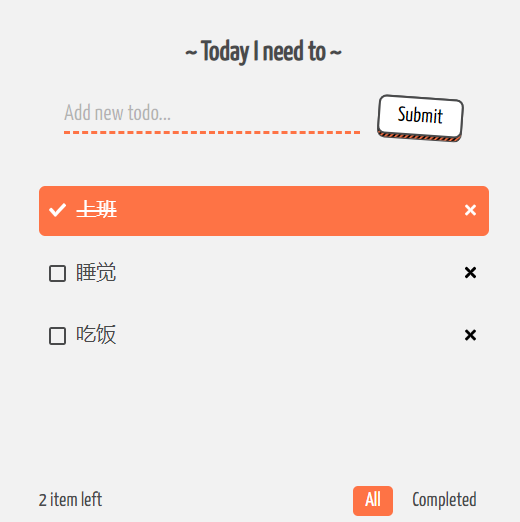 ~ Today I need to ~
Add new todo... Submit
上班
睡觉
吃饭
2 item left All Completed